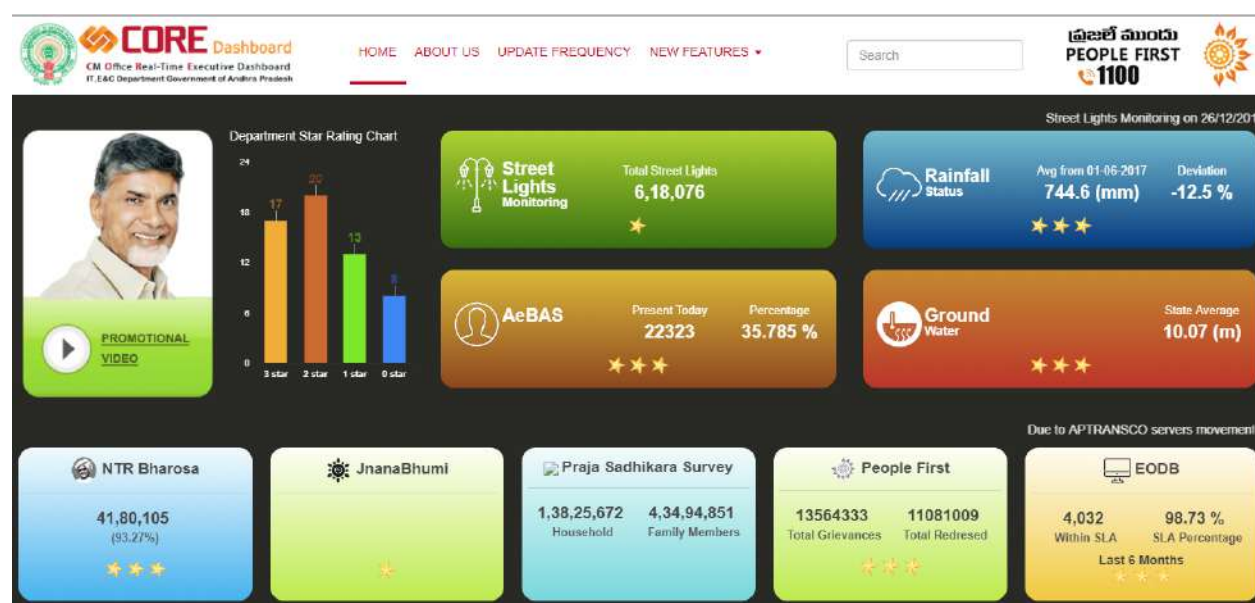 CORE Dashboard
CM Office Real-Time Executive Dashboard
IT,E&C Department Government of Andhra Pradesh
HOME ABOUT US UPDATE FREQUENCY NEW FEATURES
Search
ప్రజలే ముందు
PEOPLE FIRST
1100
Street Lights Monitoring on 26/12/201
PROMOTIONAL
VIDEO
Department Star Rating Chart
24
18
12
6
0
17
20
13
8
3 star 2 star 1 star 0 star
Street
Lights
Monitoring
Total Street Lights
6,18,076
Rainfall
Status
Avg from 01-06-2017 Deviation
744.6 (mm) -12.5 %
AeBAS
Present Today Percentage
22323 35.785 %
Ground
Water
State Average
10.07 (m)
Due to APTRANSCO servers movement
NTR Bharosa
41,80,105
(93.27%)
JnanaBhumi
Praja Sadhikara Survey
1,38,25,672 4,34,94,851
Household Family Members
People First
13564333 11081009
Total Grievances Total Redresed
EODB
4,032 98.73 %
Within SLA SLA Percentage
Last 6 Months